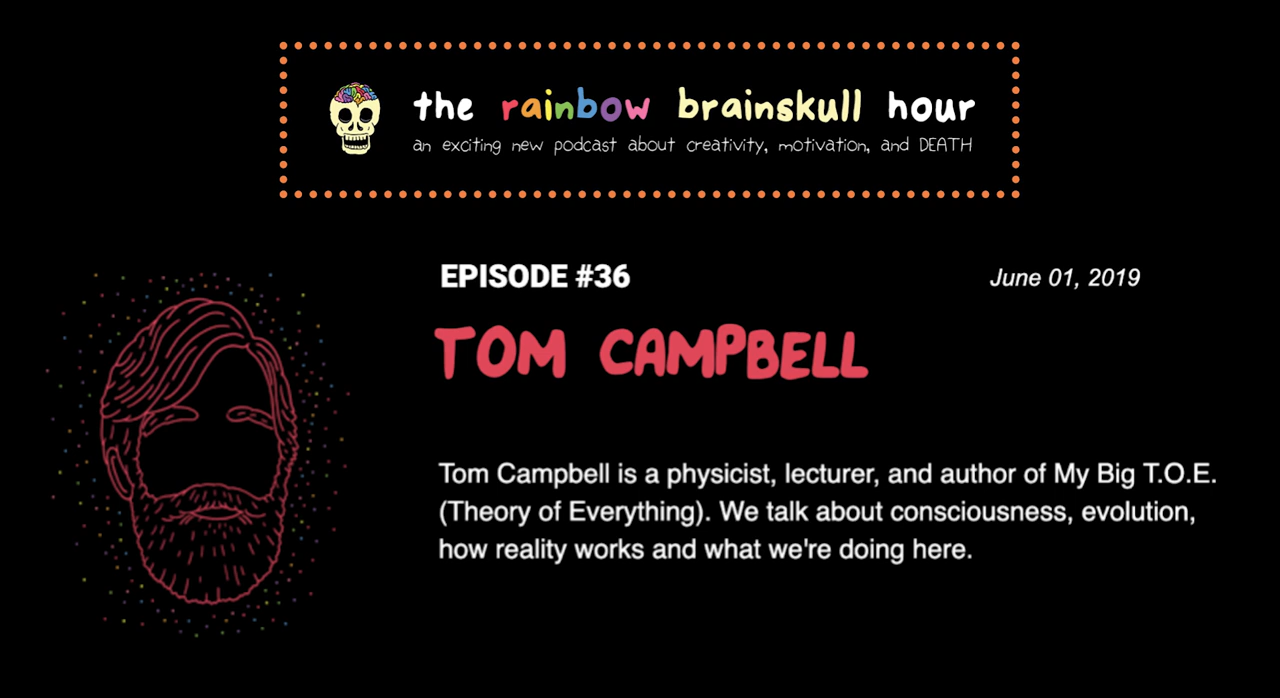 the rainbow brainskull hour
an exciting new podcast about creativity, motivation, and DEATH
EPISODE #36
June 01, 2019
TOM CAMPBELL
Tom Campbell is a physicist, lecturer, and author of My Big T.O.E.
(Theory of Everything). We talk about consciousness, evolution,
how reality works and what we're doing here.